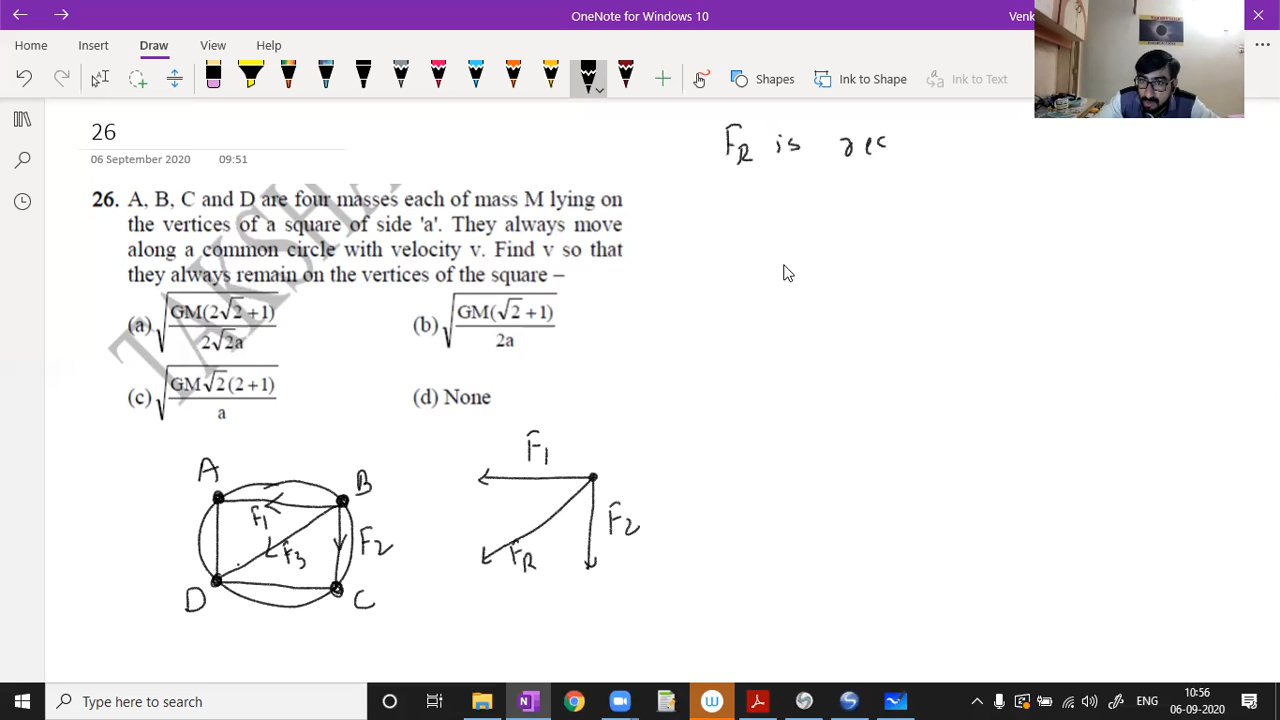 OneNote for Windows 10
Venk
Home Insert Draw View Help
Shapes Ink to Shape Ink to Text
26
06 September 2020 09:51
F_R is rec
26. A, B, C and D are four masses each of mass M lying on
the vertices of a square of side 'a'. They always move
along a common circle with velocity v. Find v so that
they always remain on the vertices of the square –
(a) √(GM(2√2+1)/2√2a) (b) √(GM(√2+1)/2a)
(c) √(GM√2(2+1)/a) (d) None
TAKSHA
A B
F1 F2 F3
D C
F1
F2
F_R
Type here to search
ENG
10:56
06-09-2020